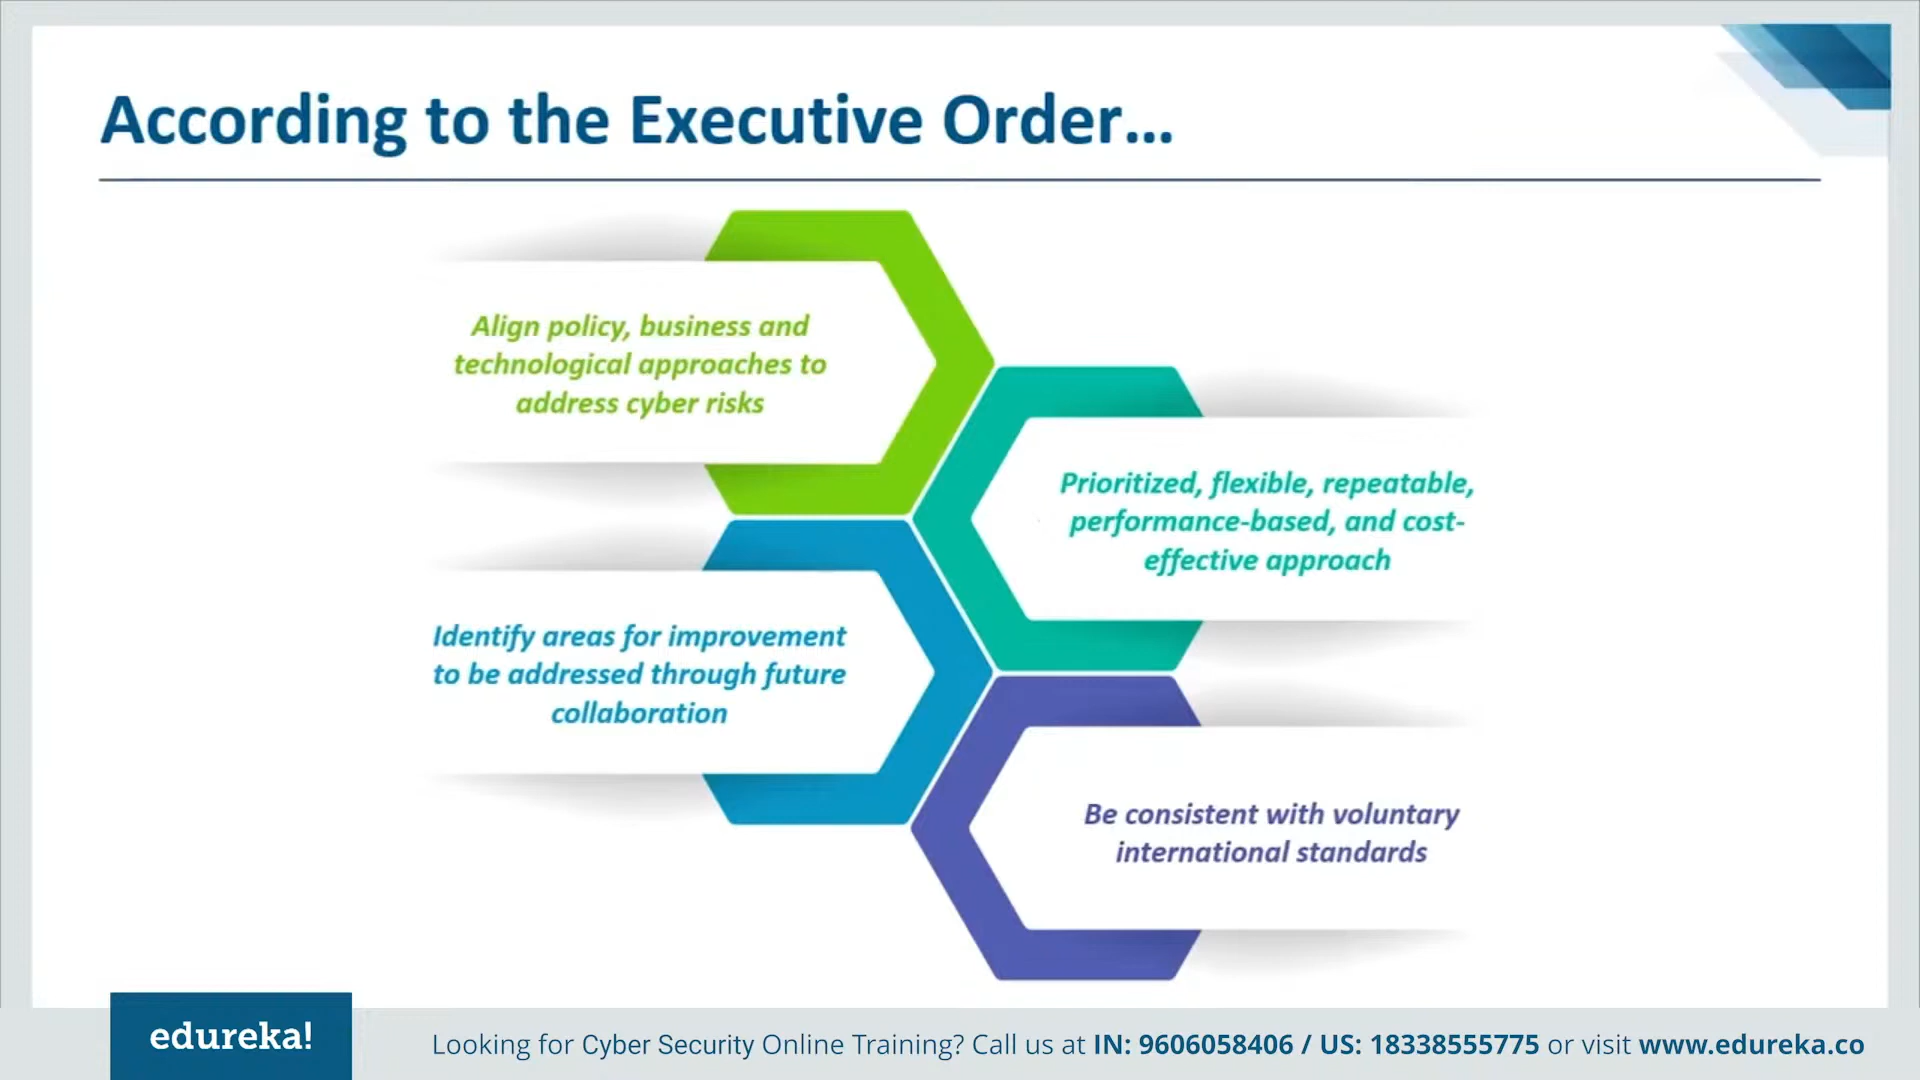 According to the Executive Order...
Align policy, business and
technological approaches to
address cyber risks
Prioritized, flexible, repeatable,
performance-based, and cost-
effective approach
Identify areas for improvement
to be addressed through future
collaboration
Be consistent with voluntary
international standards
edureka!
Looking for Cyber Security Online Training? Call us at IN: 9606058406 / US: 18338555775 or visit www.edureka.co